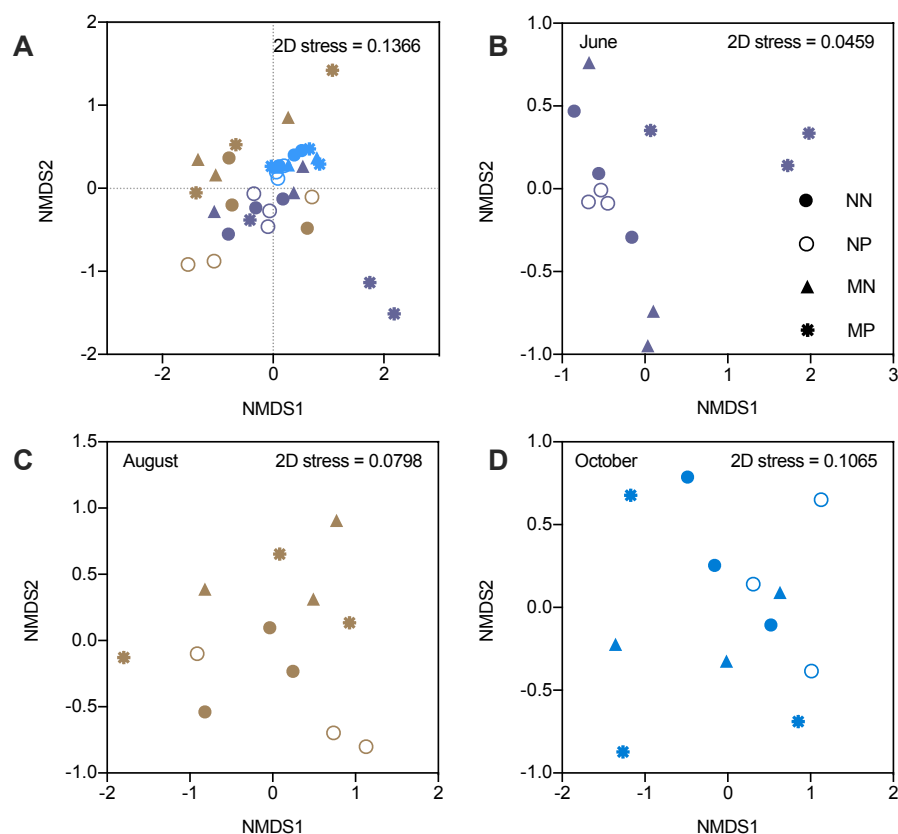 A
2D stress = 0.1366
2
1
0
-1
-2
NMDS2
-2
0
2
NMDS1
B
June
2D stress = 0.0459
1.0
0.5
0.0
-0.5
-1.0
NMDS2
NN
NP
MN
MP
-1
0
1
2
3
NMDS1
C
August
2D stress = 0.0798
1.5
1.0
0.5
0.0
-0.5
-1.0
NMDS2
-2
-1
0
1
2
NMDS1
D
October
2D stress = 0.1065
1.0
0.5
0.0
-0.5
-1.0
NMDS2
-2
-1
0
1
2
NMDS1